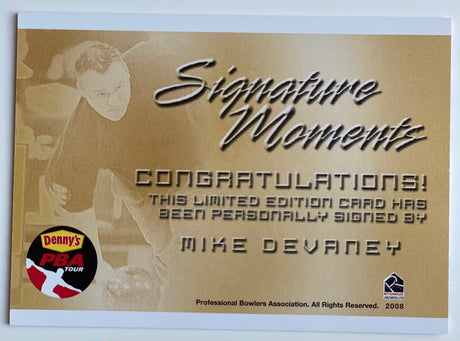 Signature
Moments
CONGRATULATIONS!
THIS LIMITED EDITION CARD HAS
BEEN PERSONALLY SIGNED BY
MIKE DEVANEY
Denny's
PBA
TOUR
Professional Bowlers Association. All Rights Reserved. 2008